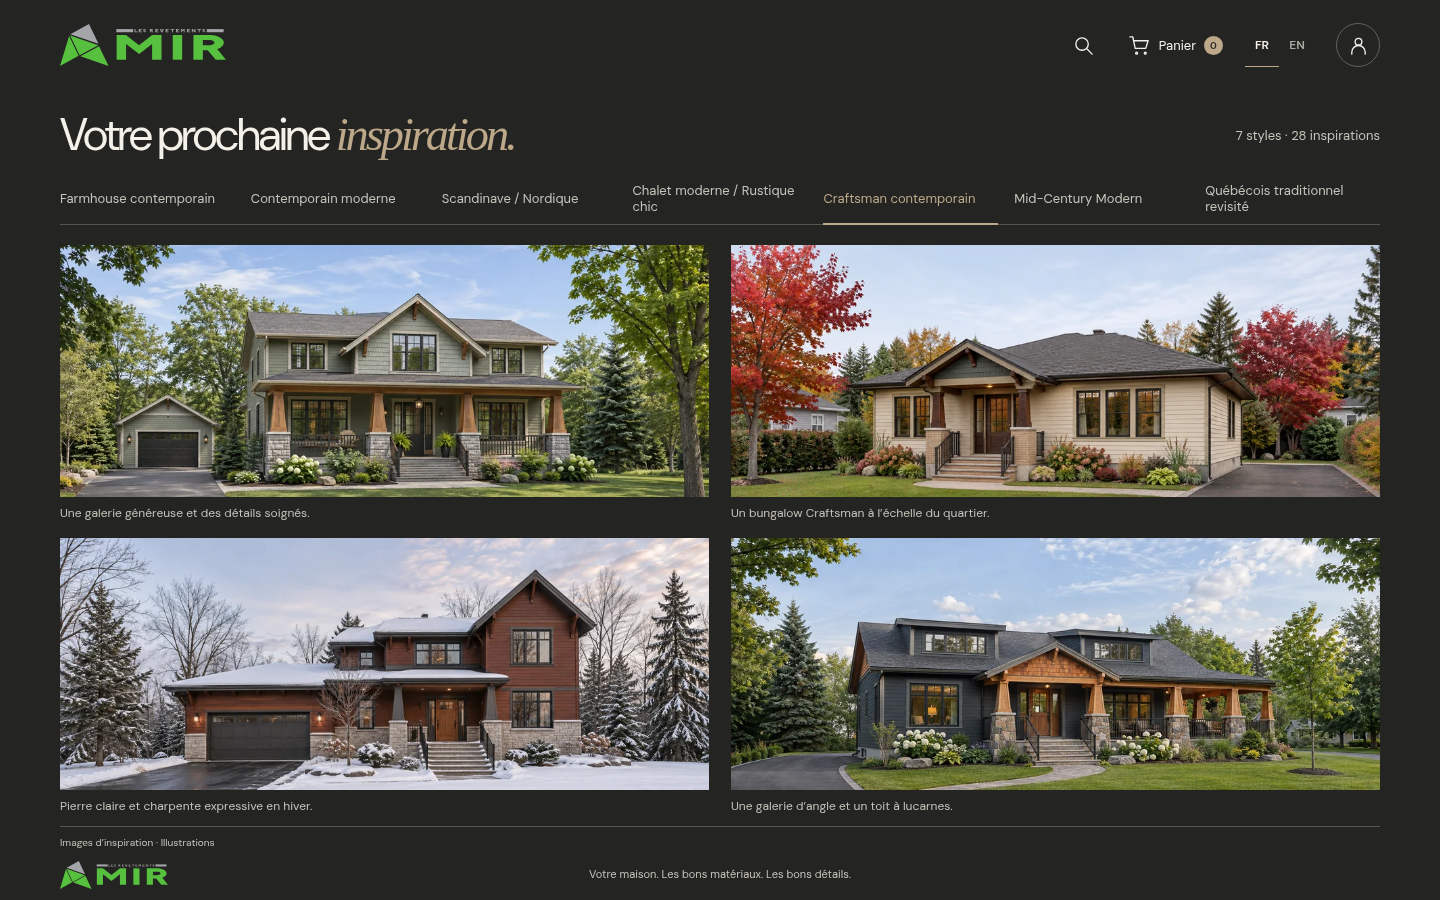 LES REVETEMENTS
MIR
Panier 0
FR EN
Votre prochaine inspiration.
7 styles · 28 inspirations
Farmhouse contemporain
Contemporain moderne
Scandinave / Nordique
Chalet moderne / Rustique
chic
Craftsman contemporain
Mid-Century Modern
Québécois traditionnel
revisité
Une galerie généreuse et des détails soignés.
Un bungalow Craftsman à l’échelle du quartier.
Pierre claire et charpente expressive en hiver.
Une galerie d’angle et un toit à lucarnes.
Images d’inspiration · Illustrations
LES REVETEMENTS
MIR
Votre maison. Les bons matériaux. Les bons détails.